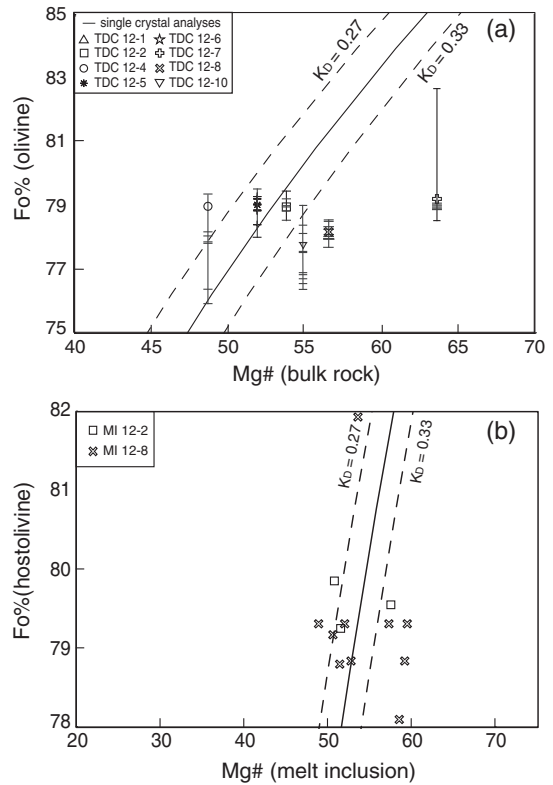 85
83
81
79
77
75
Fo% (olivine)
single crystal analyses
TDC 12-1
TDC 12-6
TDC 12-2
TDC 12-7
TDC 12-4
TDC 12-8
TDC 12-5
TDC 12-10
(a)
KD = 0.27
KD = 0.33
40 45 50 55 60 65 70
Mg# (bulk rock)
82
81
80
79
78
Fo%(hostolivine)
MI 12-2
MI 12-8
(b)
KD = 0.27
KD = 0.33
20 30 40 50 60 70
Mg# (melt inclusion)